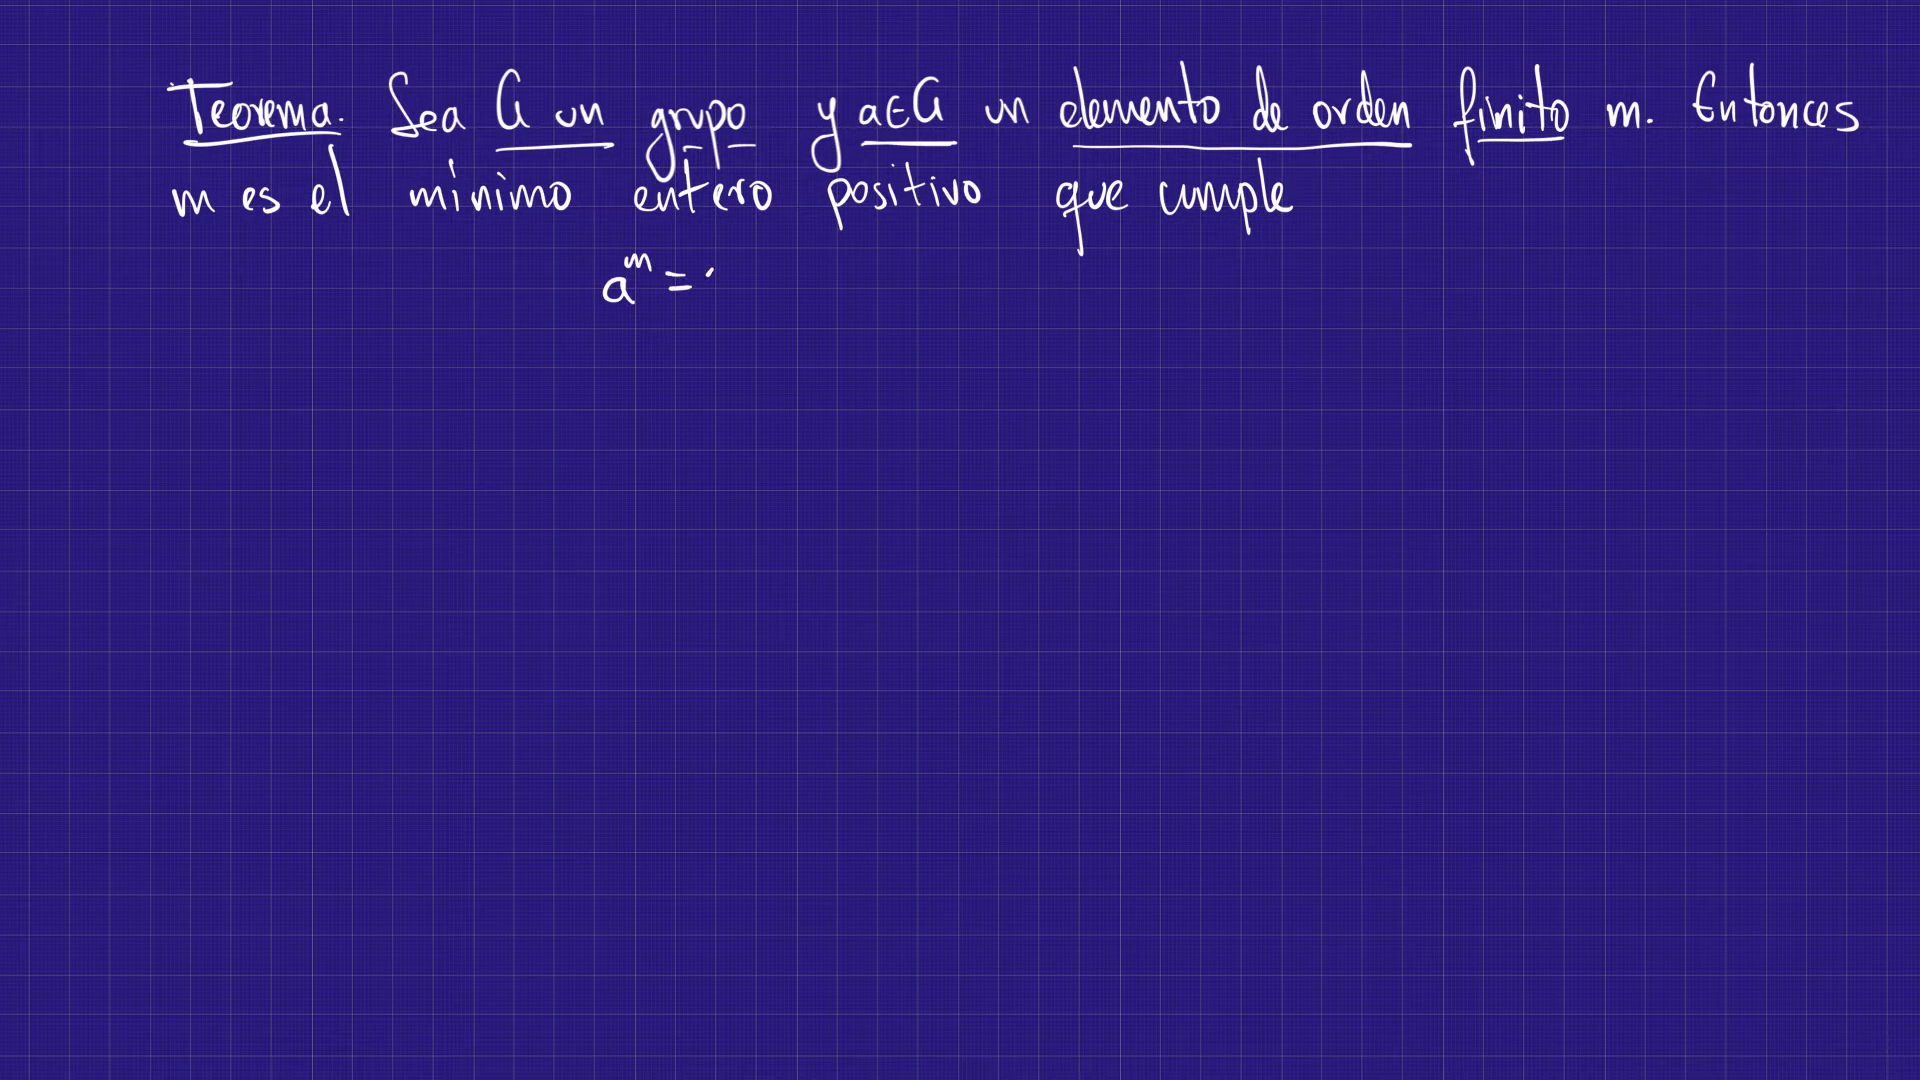 Teorema. Sea G un grupo y a∈G un elemento de orden finito m. Entonces
m es el mínimo entero positivo que cumple
a^m =